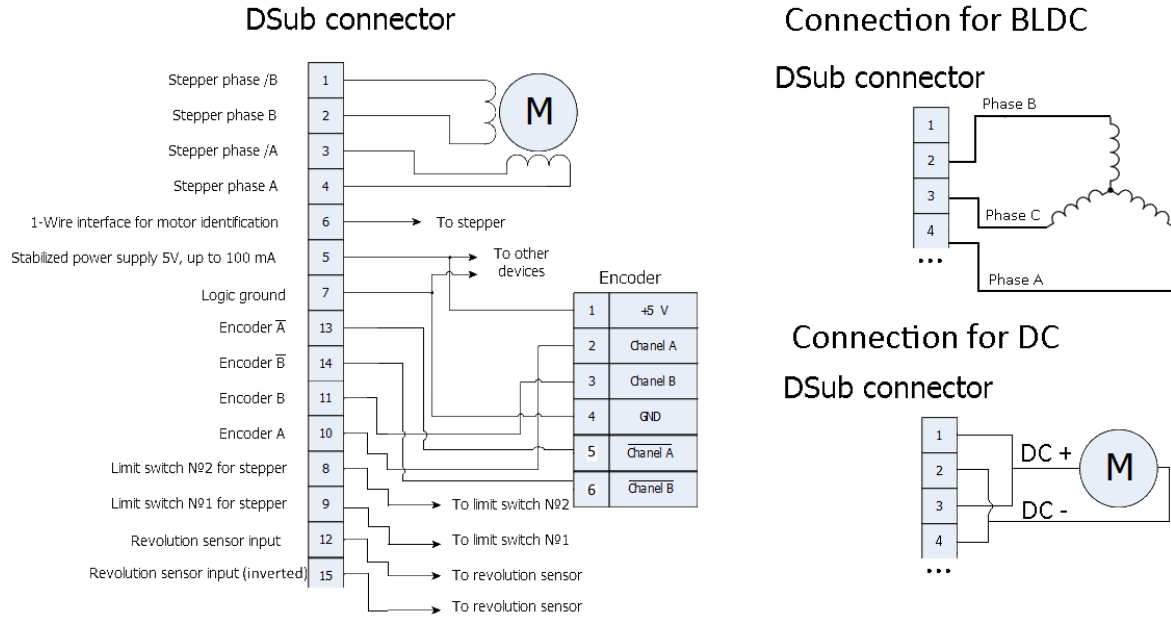 DSub connector
Stepper phase /B
1
Stepper phase B
2
Stepper phase /A
3
Stepper phase A
4
M
1-Wire interface for motor identification
6
To stepper
Stabilized power supply 5V, up to 100 mA
5
To other
devices
Logic ground
7
Encoder A̅
13
Encoder B̅
14
Encoder B
11
Encoder A
10
Limit switch №2 for stepper
8
To limit switch №2
Limit switch №1 for stepper
9
To limit switch №1
Revolution sensor input
12
To revolution sensor
Revolution sensor input (inverted)
15
To revolution sensor
Encoder
1 +5 V
2 Chanel A
3 Chanel B
4 GND
5 C̅h̅a̅n̅e̅l̅ A̅
6 C̅h̅a̅n̅e̅l̅ B̅
Connection for BLDC
DSub connector
Phase B
1
2
3
Phase C
4
...
Phase A
Connection for DC
DSub connector
1
DC +
M
2
3
DC -
4
...